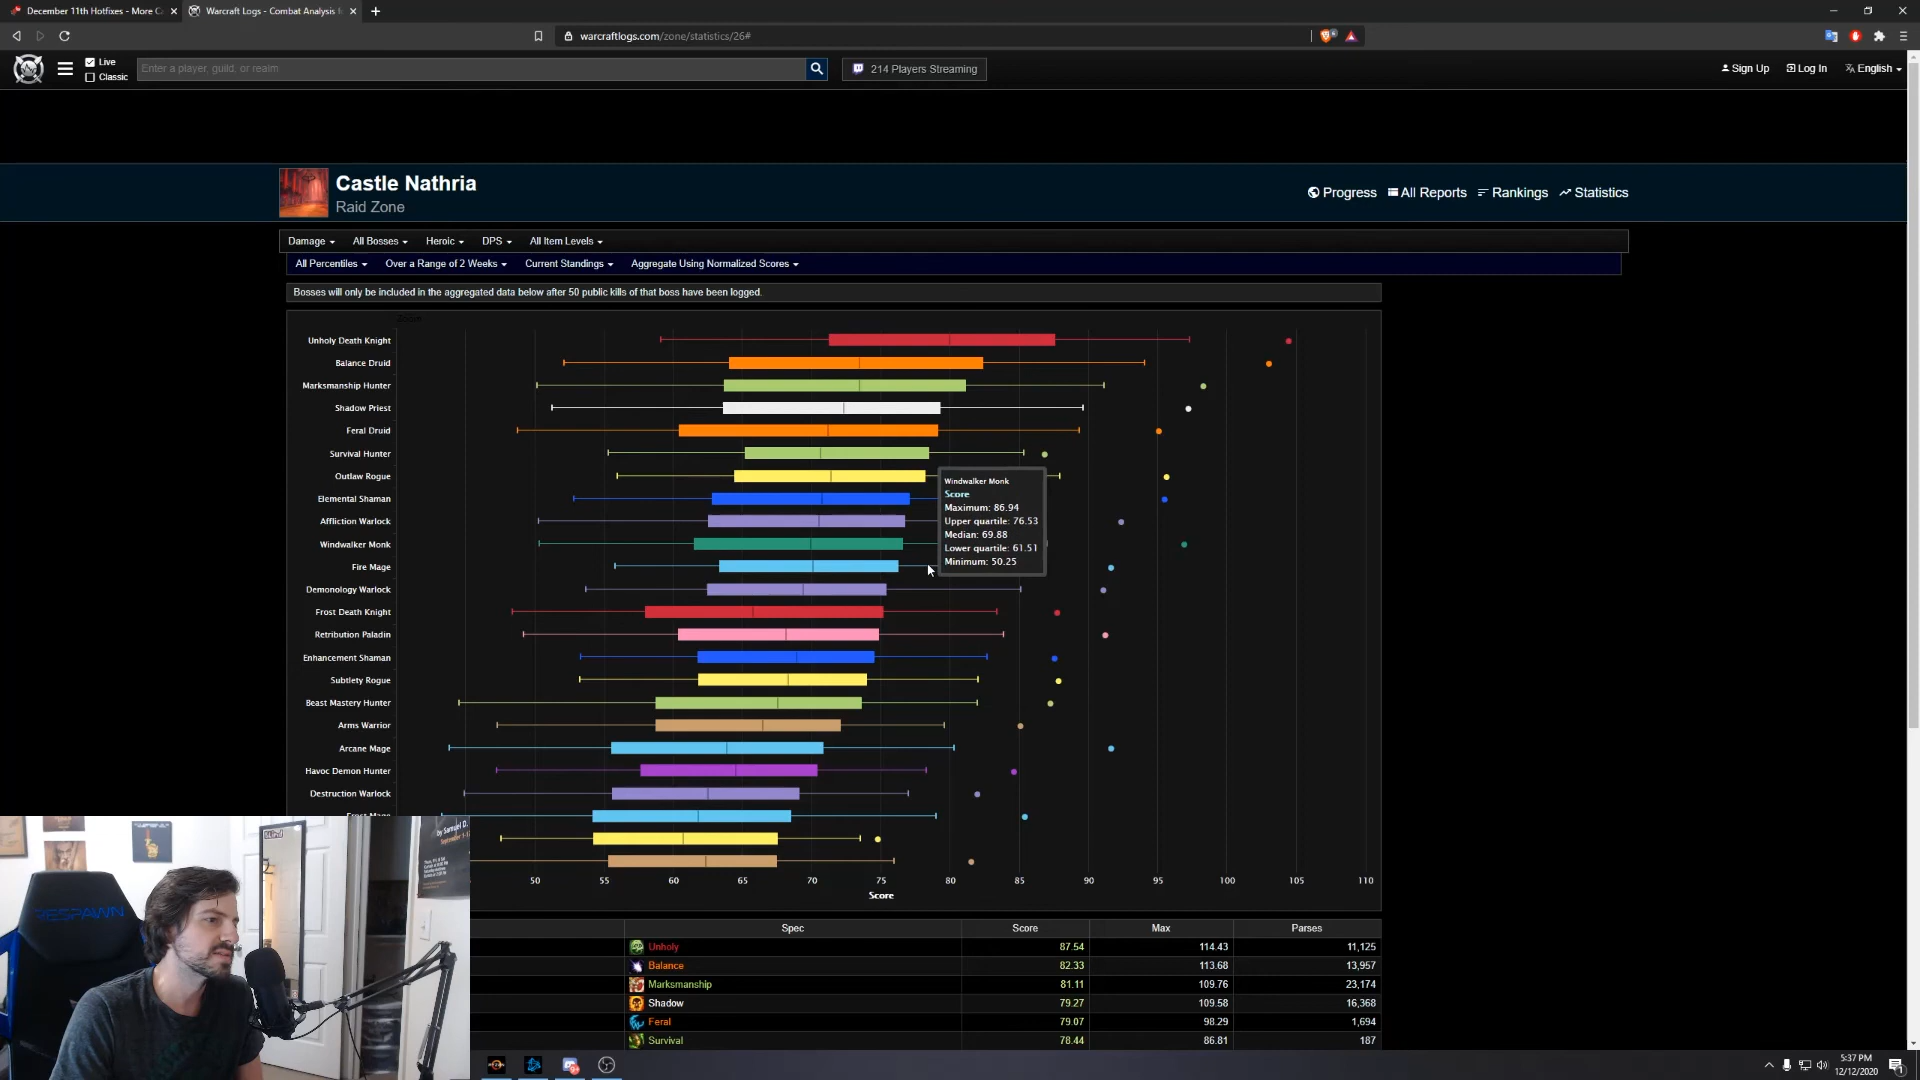 December 11th Hotfixes - More C
Warcraft Logs - Combat Analysis f
warcraftlogs.com/zone/statistics/26#
Live
Classic
Enter a player, guild, or realm
214 Players Streaming
Sign Up
Log In
English
Castle Nathria
Raid Zone
Progress
All Reports
Rankings
Statistics
Damage
All Bosses
Heroic
DPS
All Item Levels
All Percentiles
Over a Range of 2 Weeks
Current Standings
Aggregate Using Normalized Scores
Bosses will only be included in the aggregated data below after 50 public kills of that boss have been logged.
Unholy Death Knight
Balance Druid
Marksmanship Hunter
Shadow Priest
Feral Druid
Survival Hunter
Outlaw Rogue
Elemental Shaman
Affliction Warlock
Windwalker Monk
Fire Mage
Demonology Warlock
Frost Death Knight
Retribution Paladin
Enhancement Shaman
Subtlety Rogue
Beast Mastery Hunter
Arms Warrior
Arcane Mage
Havoc Demon Hunter
Destruction Warlock
Windwalker Monk
Score
Maximum: 86.94
Upper quartile: 76.53
Median: 69.88
Lower quartile: 61.51
Minimum: 50.25
50 55 60 65 70 75 80 85 90 95 100 105 110
Score
Spec Score Max Parses
Unholy 87.54 114.43 11,125
Balance 82.33 113.68 13,957
Marksmanship 81.11 109.76 23,174
Shadow 79.27 109.58 16,368
Feral 79.07 98.29 1,694
Survival 78.44 86.81 187
by Samuel D.
RESPAWN
5:37 PM
12/12/2020